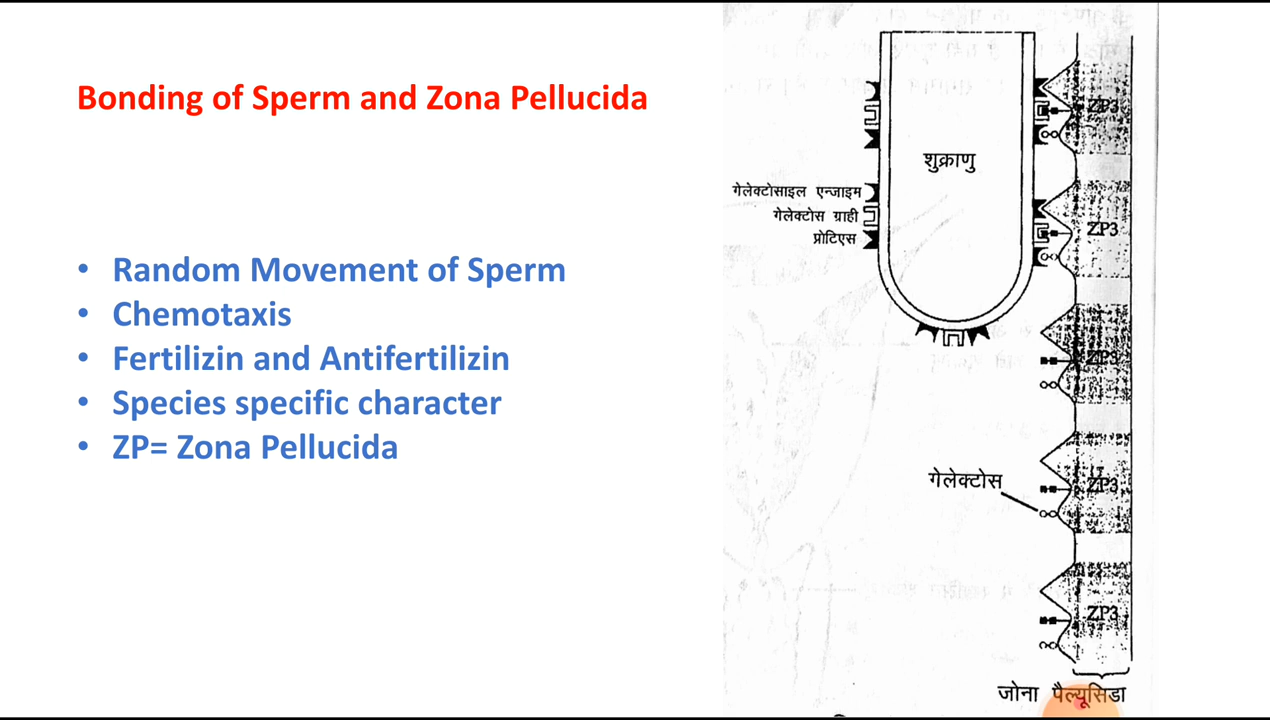 Bonding of Sperm and Zona Pellucida
• Random Movement of Sperm
• Chemotaxis
• Fertilizin and Antifertilizin
• Species specific character
• ZP= Zona Pellucida
शुक्राणु
गेलेक्टोसाइल एन्जाइम
गेलेक्टोस ग्राही
प्रोटिएस
ZP3
ZP3
ZP3
गेलेक्टोस
ZP3
ZP3
जोना पैल्यूसिडा